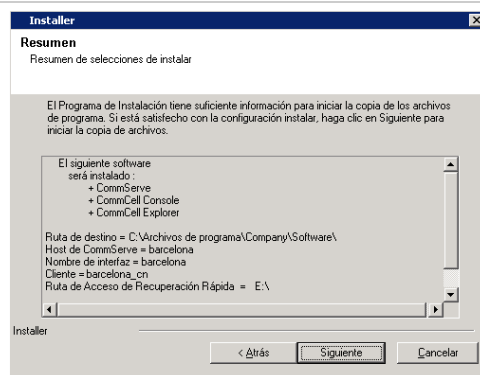 Installer
Resumen
Resumen de selecciones de instalar
El Programa de Instalación tiene suficiente información para iniciar la copia de los archivos
de programa. Si está satisfecho con la configuración instalar, haga clic en Siguiente para
iniciar la copia de archivos.
El siguiente software
será instalado :
+ CommServe
+ CommCell Console
+ CommCell Explorer
Ruta de destino = C:\Archivos de programa\Company\Software\
Host de CommServe = barcelona
Nombre de interfaz = barcelona
Cliente = barcelona_cn
Ruta de Acceso de Recuperación Rápida = E:\
Installer
< Atrás
Siguiente
Cancelar